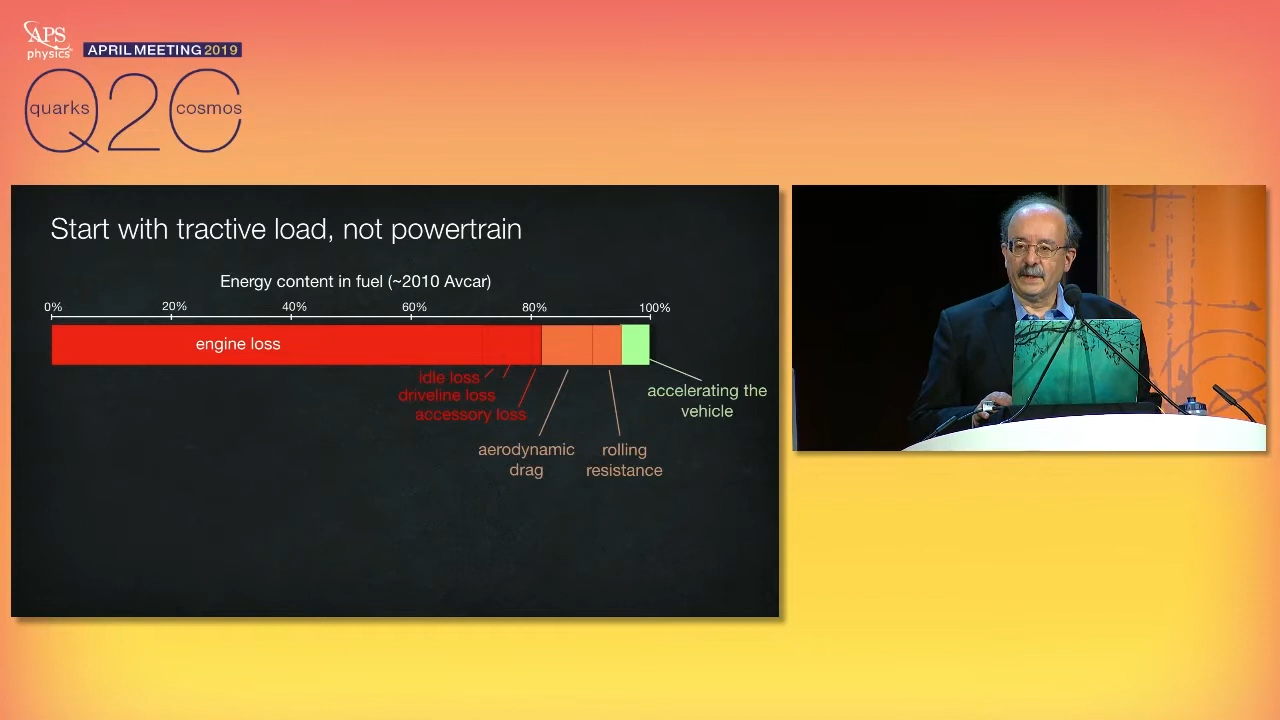 APS
physics
APRIL MEETING 2019
Q2C
quarks
cosmos
Start with tractive load, not powertrain
Energy content in fuel (~2010 Avcar)
0% 20% 40% 60% 80% 100%
engine loss
idle loss
driveline loss
accessory loss
accelerating the
vehicle
aerodynamic
drag
rolling
resistance